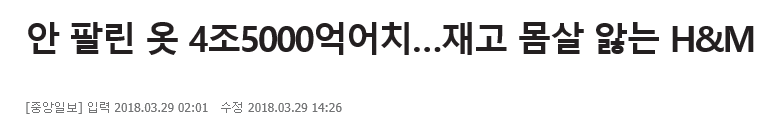 안 팔린 옷 4조5000억어치...재고 몸살 앓는 H&M
[중앙일보] 입력 2018.03.29 02:01 수정 2018.03.29 14:26